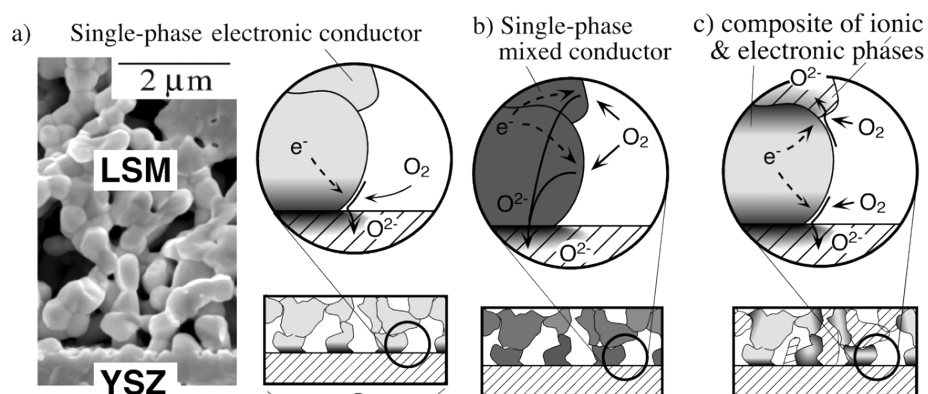 a)
Single-phase electronic conductor
2 µm
LSM
YSZ
e-
O2
O2-
b) Single-phase
mixed conductor
e-
O2
O2-
O2-
c) composite of ionic
& electronic phases
O2-
O2
e-
O2
O2-